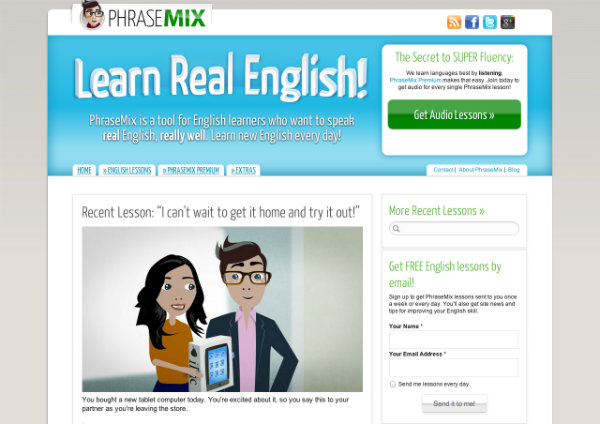 PHRASEMIX
Learn Real English!
PhraseMix is a tool for English learners who want to speak
real English, really well. Learn new English every day!
The Secret to SUPER Fluency:
We learn languages best by listening.
PhraseMix Premium makes that easy. Join today to
get audio for every single PhraseMix lesson!
Get Audio Lessons »
HOME
» ENGLISH LESSONS
» PHRASEMIX PREMIUM
» EXTRAS
Contact | About PhraseMix | Blog
Recent Lesson: “I can't wait to get it home and try it out!”
You bought a new tablet computer today. You're excited about it, so you say this to your
partner as you're leaving the store.
More Recent Lessons »
Get FREE English lessons by
email!
Sign up to get PhraseMix lessons sent to you once
a week or every day. You'll also get site news and
tips for improving your English skill.
Your Name *
Your Email Address *
Send me lessons every day.
Send it to me!